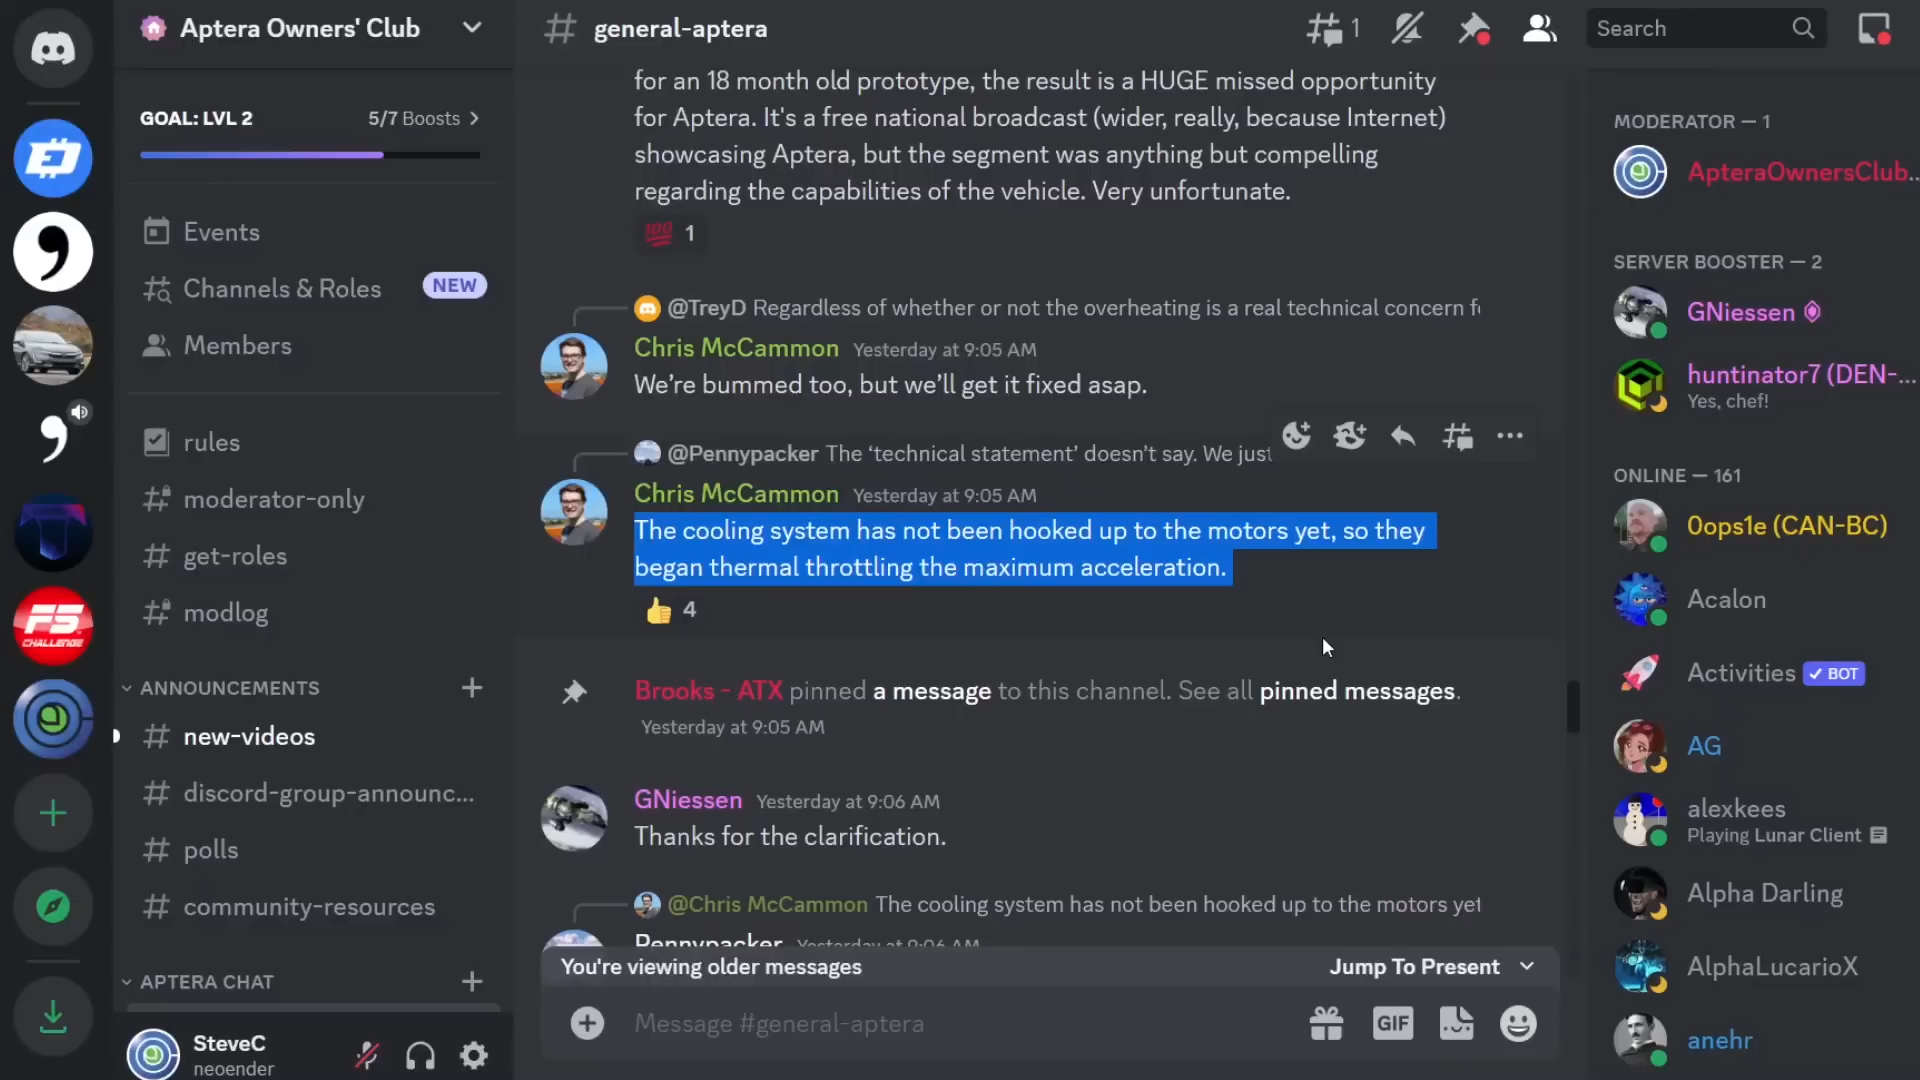 Aptera Owners' Club
GOAL: LVL 2
5/7 Boosts
Events
Channels & Roles
NEW
Members
rules
moderator-only
get-roles
modlog
ANNOUNCEMENTS
new-videos
discord-group-announc...
polls
community-resources
APTERA CHAT
SteveC
neoender
F5
CHALLENGE
general-aptera
1
Search
for an 18 month old prototype, the result is a HUGE missed opportunity
for Aptera. It's a free national broadcast (wider, really, because Internet)
showcasing Aptera, but the segment was anything but compelling
regarding the capabilities of the vehicle. Very unfortunate.
💯 1
@TreyD Regardless of whether or not the overheating is a real technical concern f
Chris McCammon Yesterday at 9:05 AM
We’re bummed too, but we’ll get it fixed asap.
@Pennypacker The ‘technical statement’ doesn’t say. We just
Chris McCammon Yesterday at 9:05 AM
The cooling system has not been hooked up to the motors yet, so they
began thermal throttling the maximum acceleration.
👍 4
Brooks - ATX pinned a message to this channel. See all pinned messages.
Yesterday at 9:05 AM
GNiessen Yesterday at 9:06 AM
Thanks for the clarification.
@Chris McCammon The cooling system has not been hooked up to the motors yet
Pennypacker Yesterday at 9:06 AM
You're viewing older messages
Jump To Present
Message #general-aptera
GIF
MODERATOR — 1
ApteraOwnersClub...
SERVER BOOSTER — 2
GNiessen
huntinator7 (DEN-...
Yes, chef!
ONLINE — 161
0ops1e (CAN-BC)
Acalon
Activities
BOT
AG
alexkees
Playing Lunar Client
Alpha Darling
AlphaLucarioX
anehr